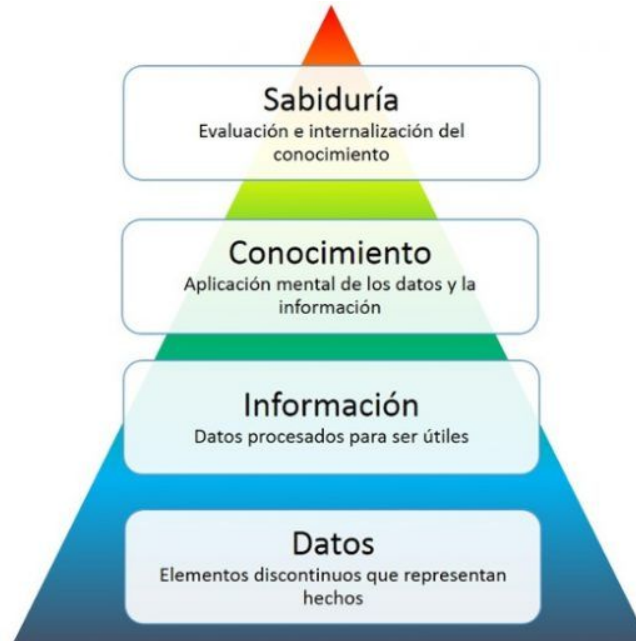 Sabiduría
Evaluación e internalización del
conocimiento
Conocimiento
Aplicación mental de los datos y la
información
Información
Datos procesados para ser útiles
Datos
Elementos discontinuos que representan
hechos